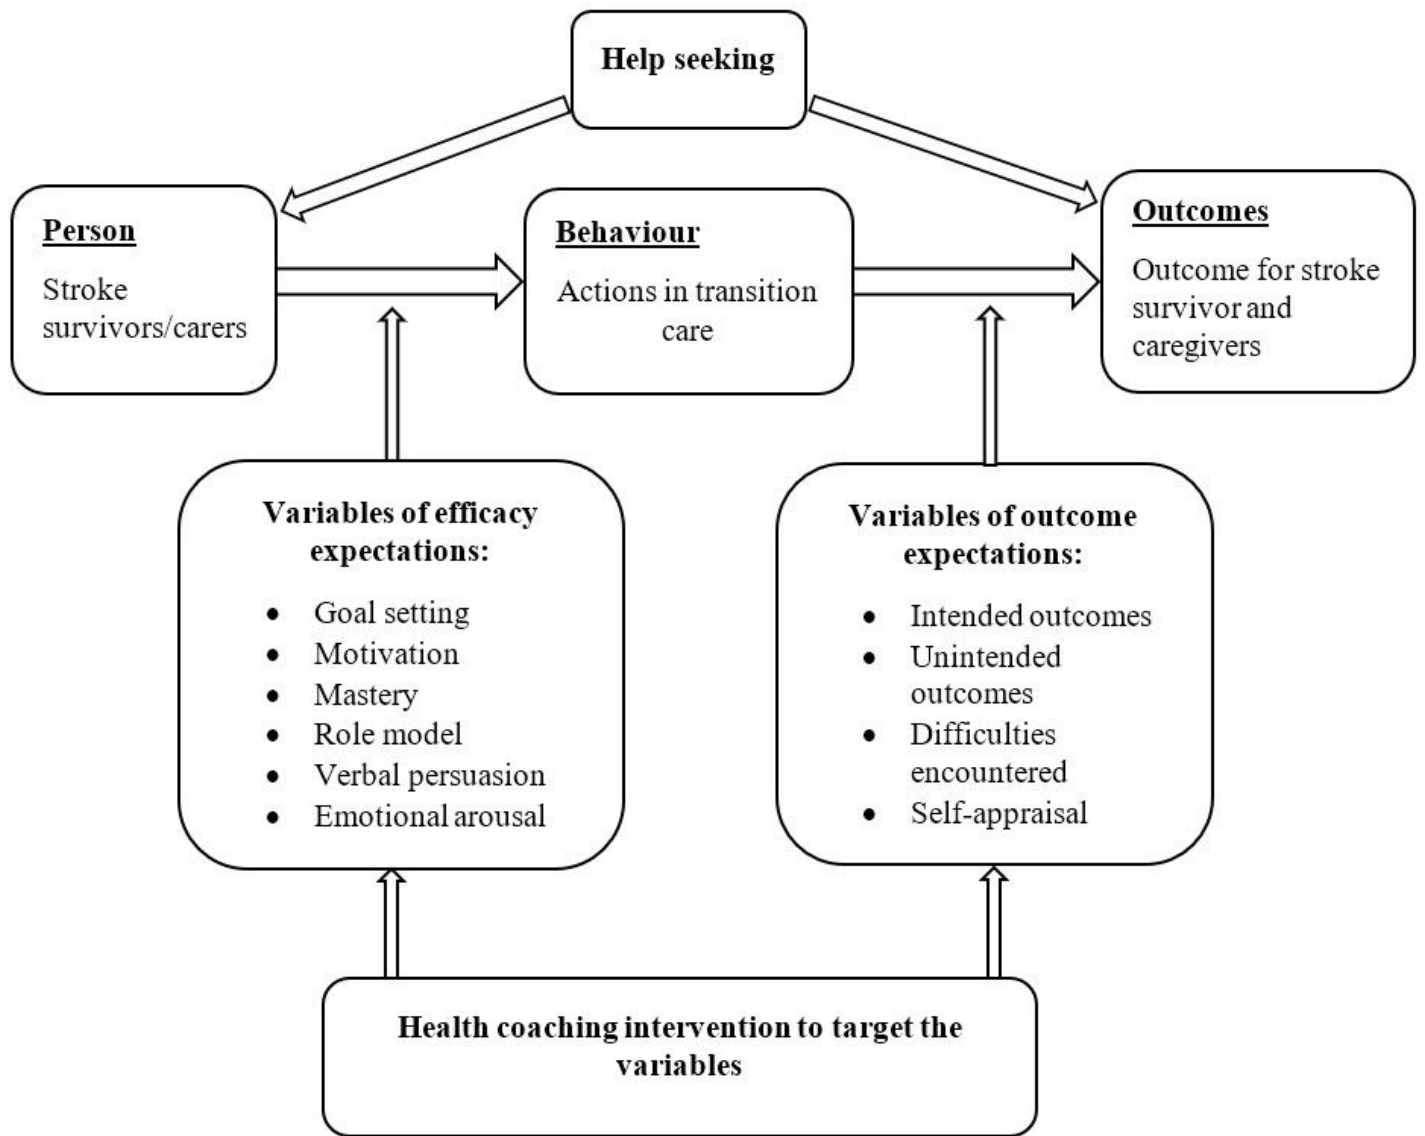 Help seeking
Person
Stroke
survivors/carers
Behaviour
Actions in transition
care
Outcomes
Outcome for stroke
survivor and
caregivers
Variables of efficacy
expectations:
• Goal setting
• Motivation
• Mastery
• Role model
• Verbal persuasion
• Emotional arousal
Variables of outcome
expectations:
• Intended outcomes
• Unintended
outcomes
• Difficulties
encountered
• Self-appraisal
Health coaching intervention to target the
variables